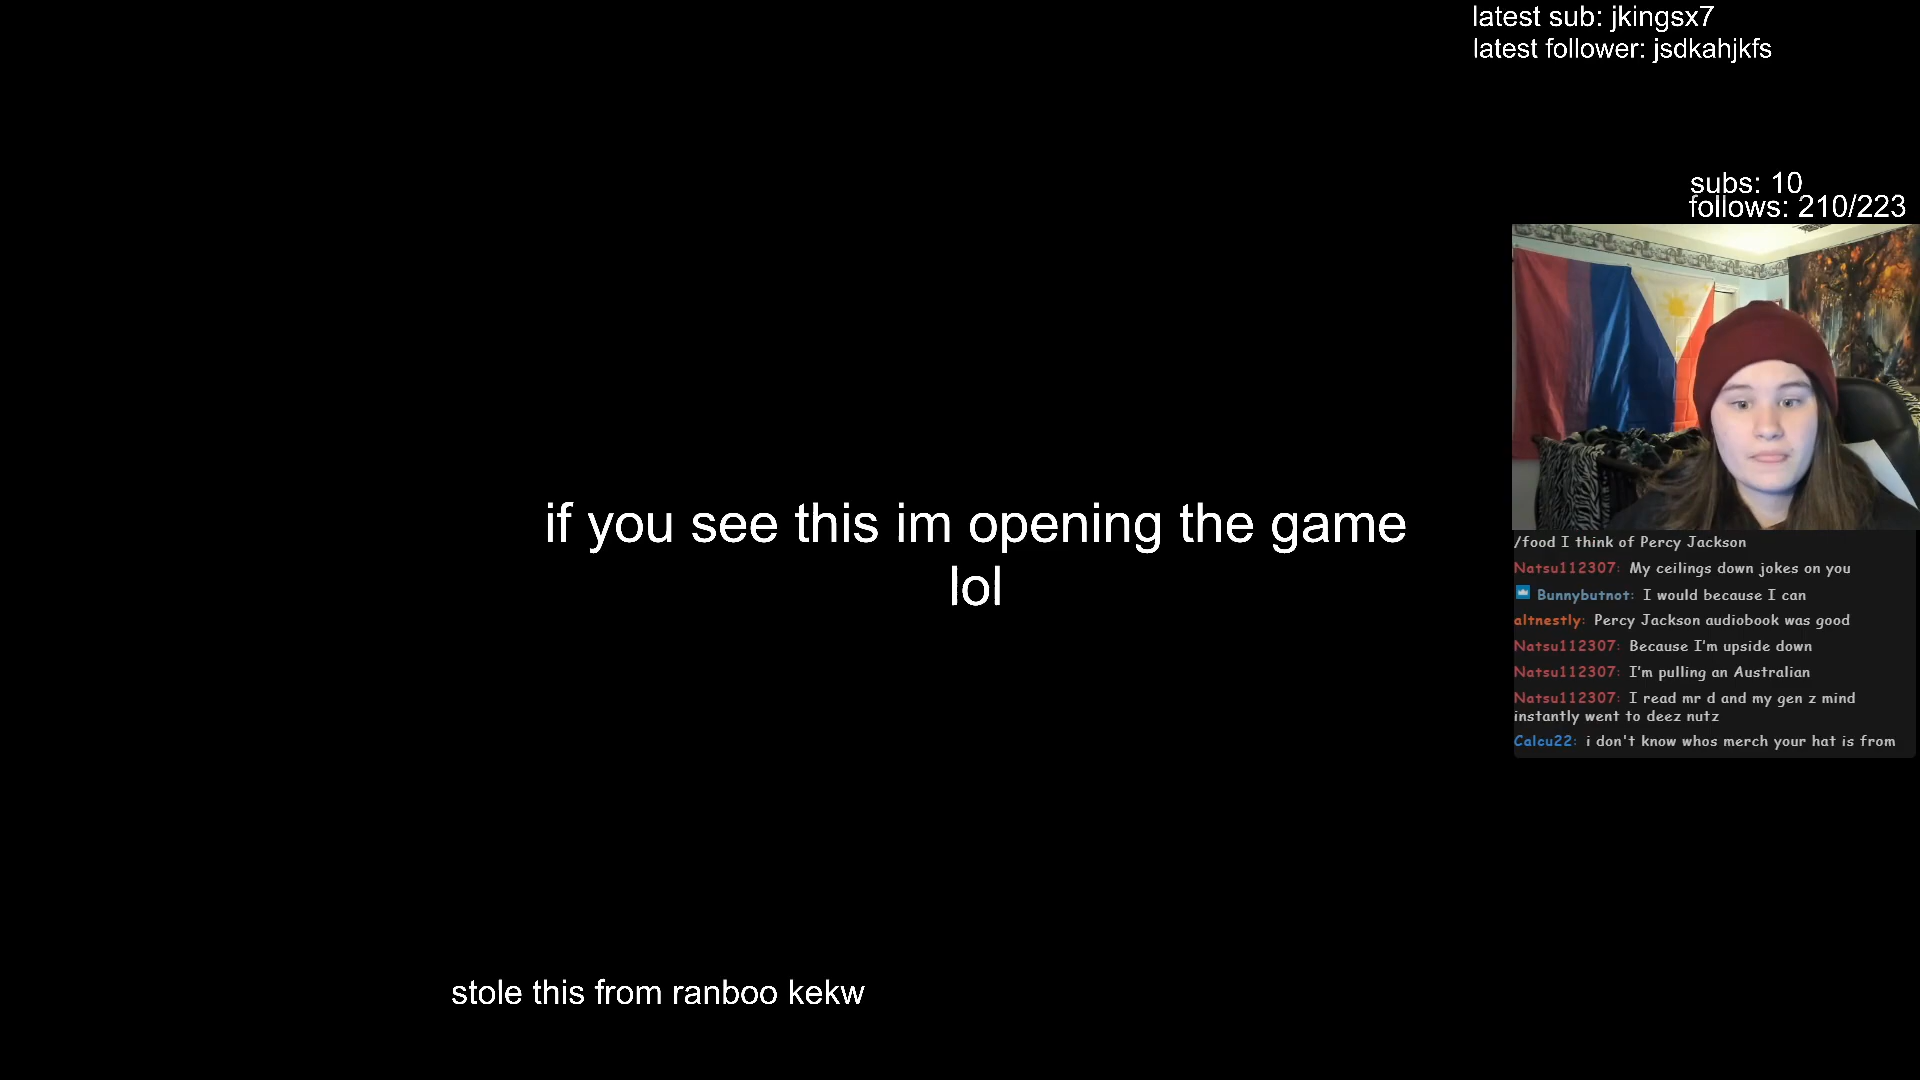 latest sub: jkingsx7
latest follower: jsdkahjkfs
subs: 10
follows: 210/223
if you see this im opening the game
lol
/food I think of Percy Jackson
Natsu112307: My ceilings down jokes on you
Bunnybutnot: I would because I can
altnestly: Percy Jackson audiobook was good
Natsu112307: Because I'm upside down
Natsu112307: I'm pulling an Australian
Natsu112307: I read mr d and my gen z mind
instantly went to deez nutz
Calcu22: i don't know whos merch your hat is from
stole this from ranboo kekw